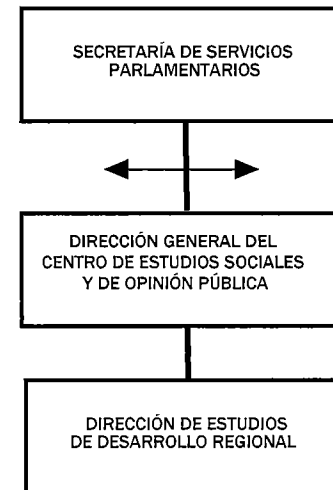 SECRETARÍA DE SERVICIOS
PARLAMENTARIOS
DIRECCIÓN GENERAL DEL
CENTRO DE ESTUDIOS SOCIALES
Y DE OPINIÓN PÚBLICA
DIRECCIÓN DE ESTUDIOS
DE DESARROLLO REGIONAL